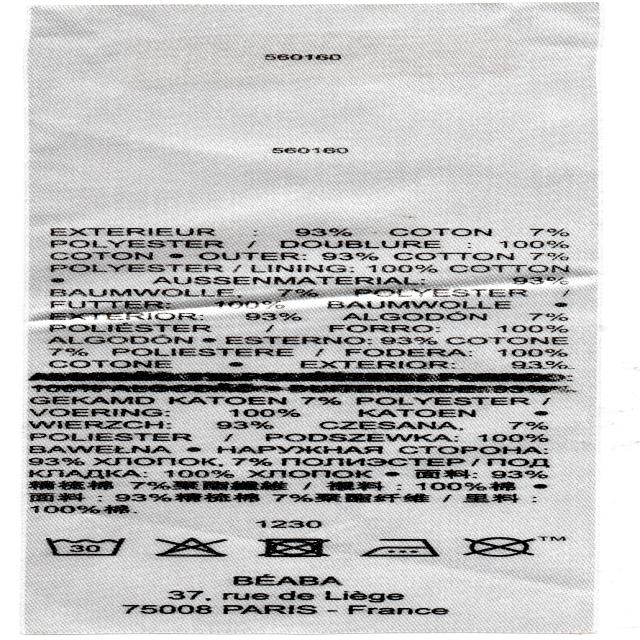 560160
560160
EXTERIEUR : 93% COTON 7%
POLYESTER / DOUBLURE : 100%
COTON • OUTER: 93% COTTON 7%
POLYESTER / LINING: 100% COTTON
• AUSSENMATERIAL: 93%
BAUMWOLLE 7% POLYESTER
FUTTER: 100% BAUMWOLLE •
EXTERIOR: 93% ALGODÓN 7%
POLIÉSTER / FORRO: 100%
ALGODÓN • ESTERNO: 93% COTONE
7% POLIESTERE / FODERA: 100%
COTONE • EXTERIOR: 93%
GEKAMD KATOEN 7% POLYESTER /
VOERING: 100% KATOEN •
WIERZCH: 93% CZESANA, 7%
POLIESTER / PODSZEWKA: 100%
BAWEŁNA • НАРУЖНАЯ СТОРОНА:
93% ХЛОПОК, 7% ПОЛИЭСТЕР / ПОД
КЛАДКА: 100% ХЛОПОК • 面料: 93%
精梳棉 7%聚酯纖維 / 裡料 : 100%棉 •
面料 : 93%精梳棉 7%聚酯纤维 / 里料 :
100%棉.
1230
30
TM
BÉABA
37, rue de Liège
75008 PARIS - France